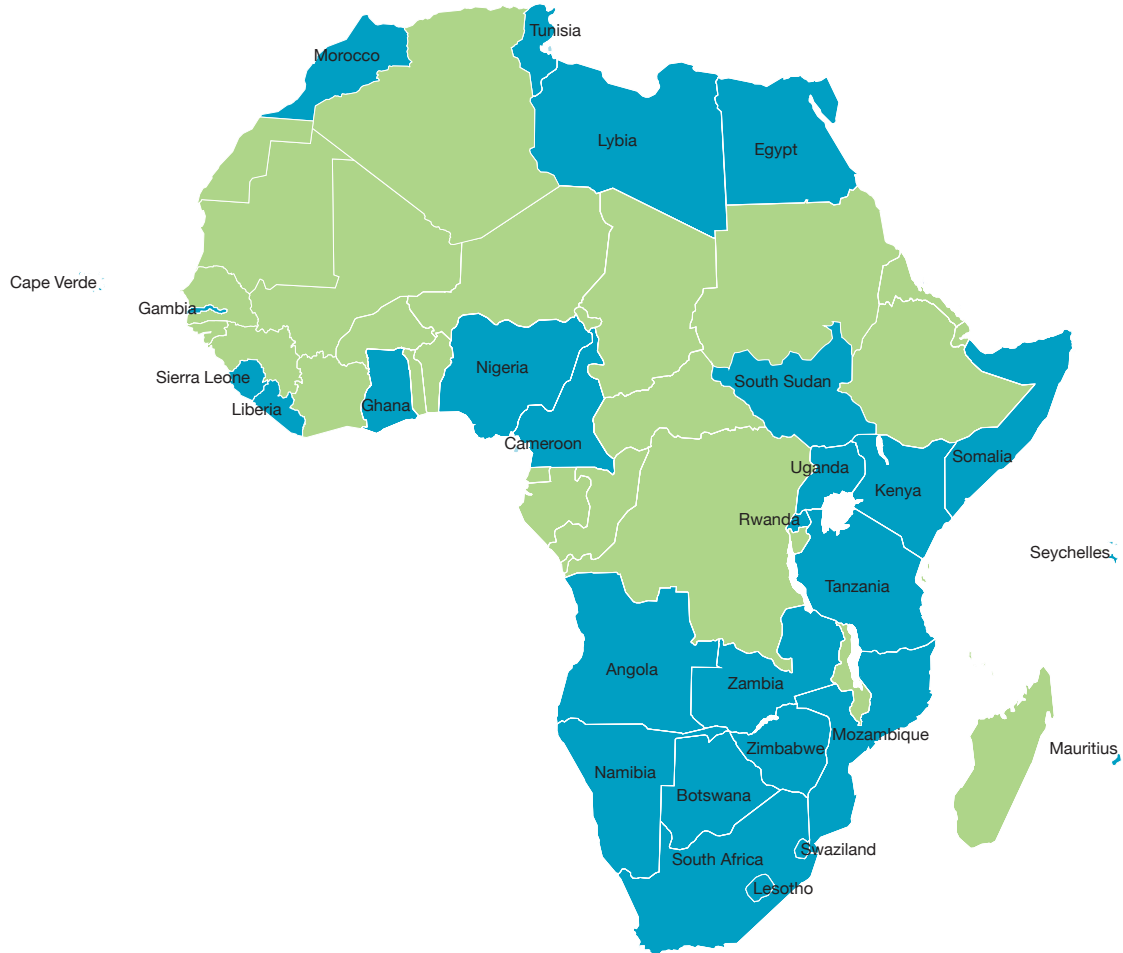 Tunisia
Morocco
Lybia
Egypt
Cape Verde
Gambia
Nigeria
Sierra Leone
South Sudan
Liberia
Ghana
Cameroon
Somalia
Uganda
Kenya
Rwanda
Seychelles
Tanzania
Angola
Zambia
Mozambique
Zimbabwe
Mauritius
Namibia
Botswana
Swaziland
South Africa
Lesotho